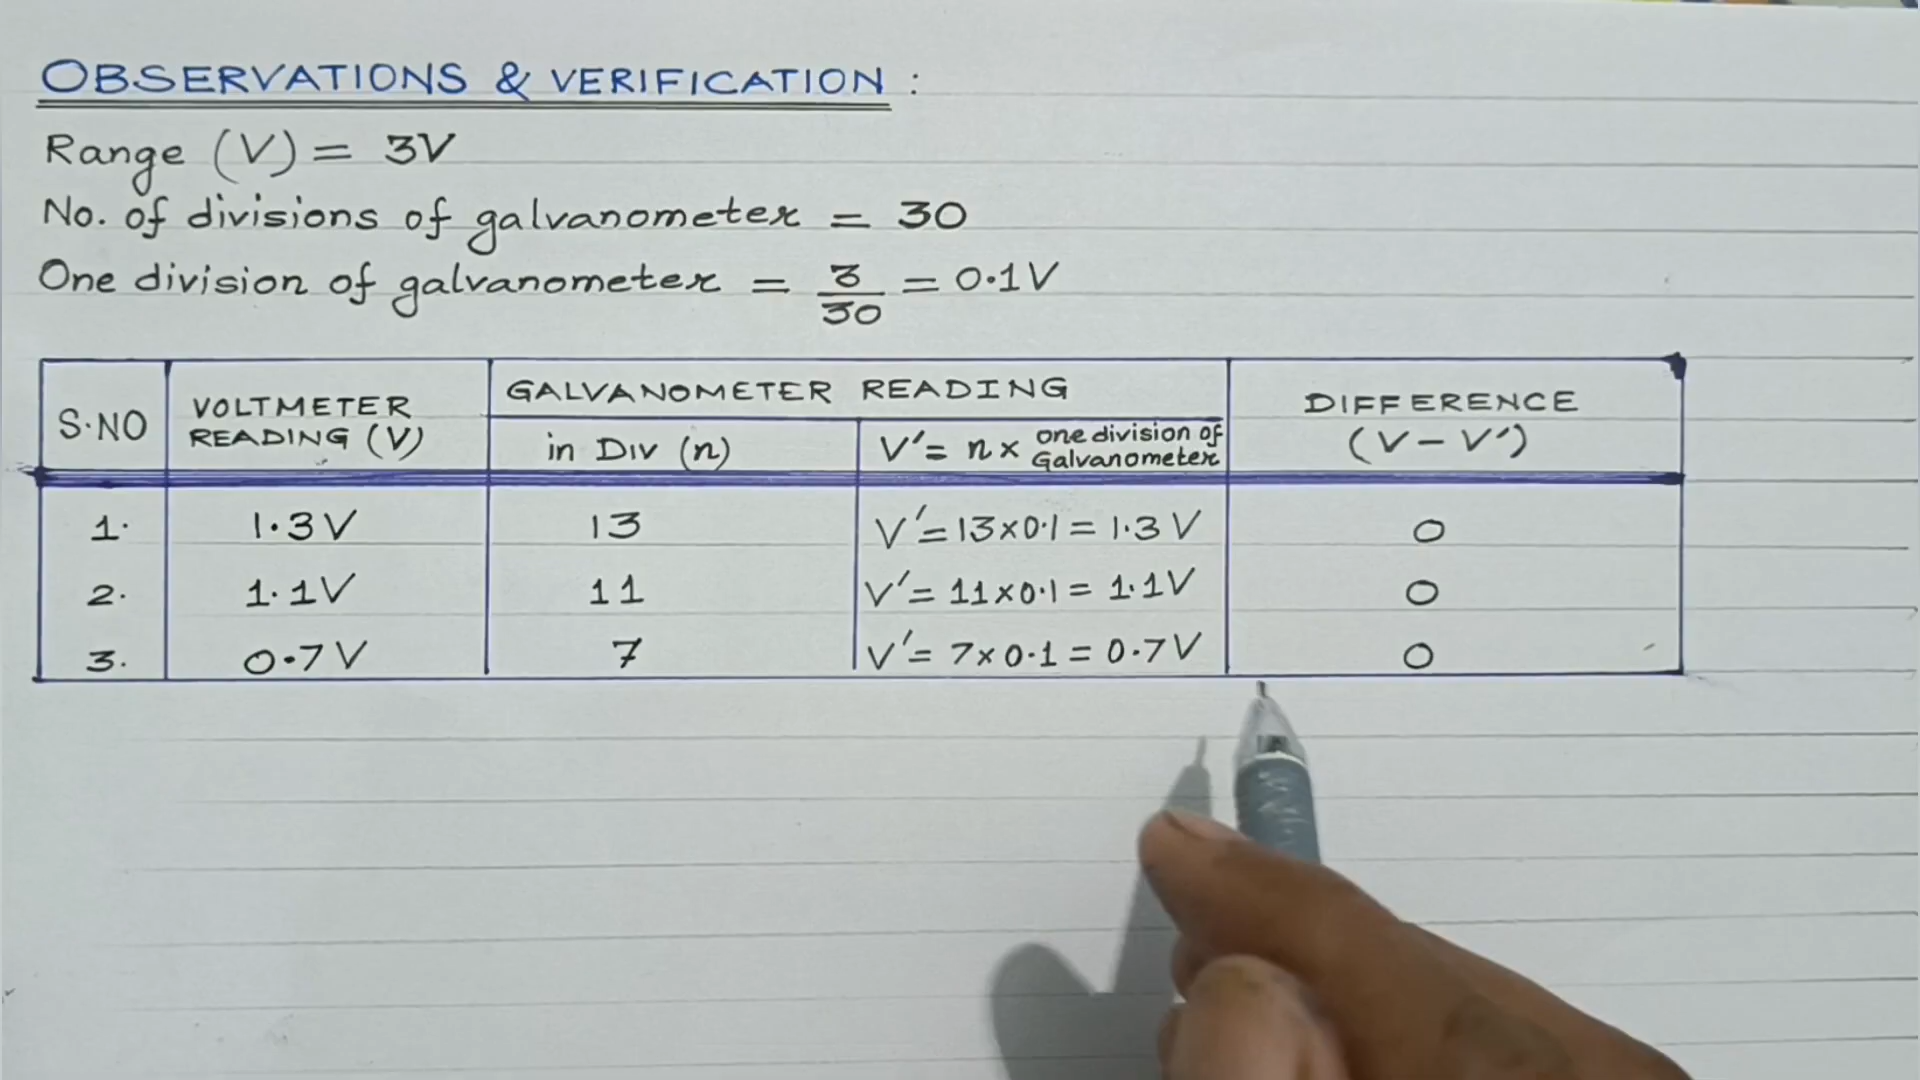 OBSERVATIONS & VERIFICATION :
Range (V) = 3V
No. of divisions of galvanometer = 30
One division of galvanometer = 3/30 = 0.1V
S.NO VOLTMETER READING (V) GALVANOMETER READING DIFFERENCE (V - V')
in Div (n) V' = n x one division of Galvanometer
1. 1.3V 13 V' = 13 x 0.1 = 1.3 V 0
2. 1.1V 11 V' = 11 x 0.1 = 1.1V 0
3. 0.7V 7 V' = 7 x 0.1 = 0.7V 0